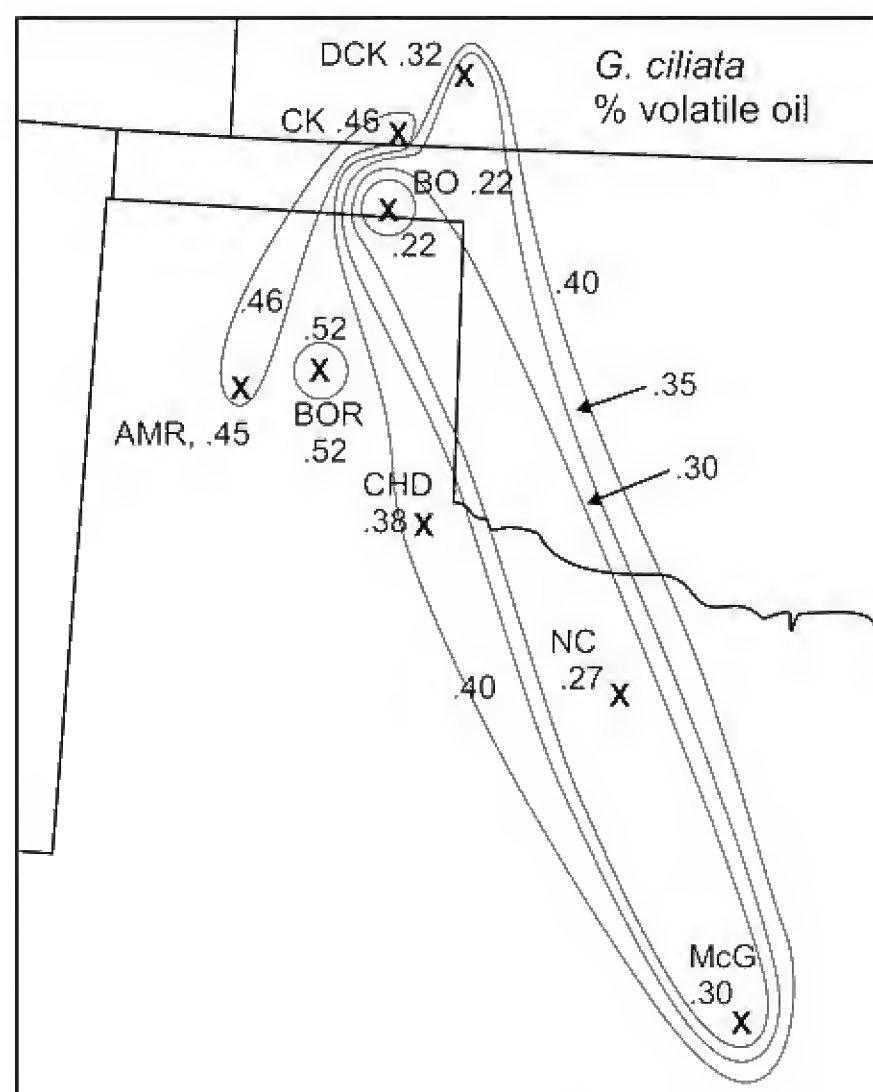 DCK .32
G. ciliata
% volatile oil
CK .46
BO .22
.22
.40
.46
.52
.35
AMR, .45
BOR
.52
.30
CHD
.38
NC
.27
.40
McG
.30